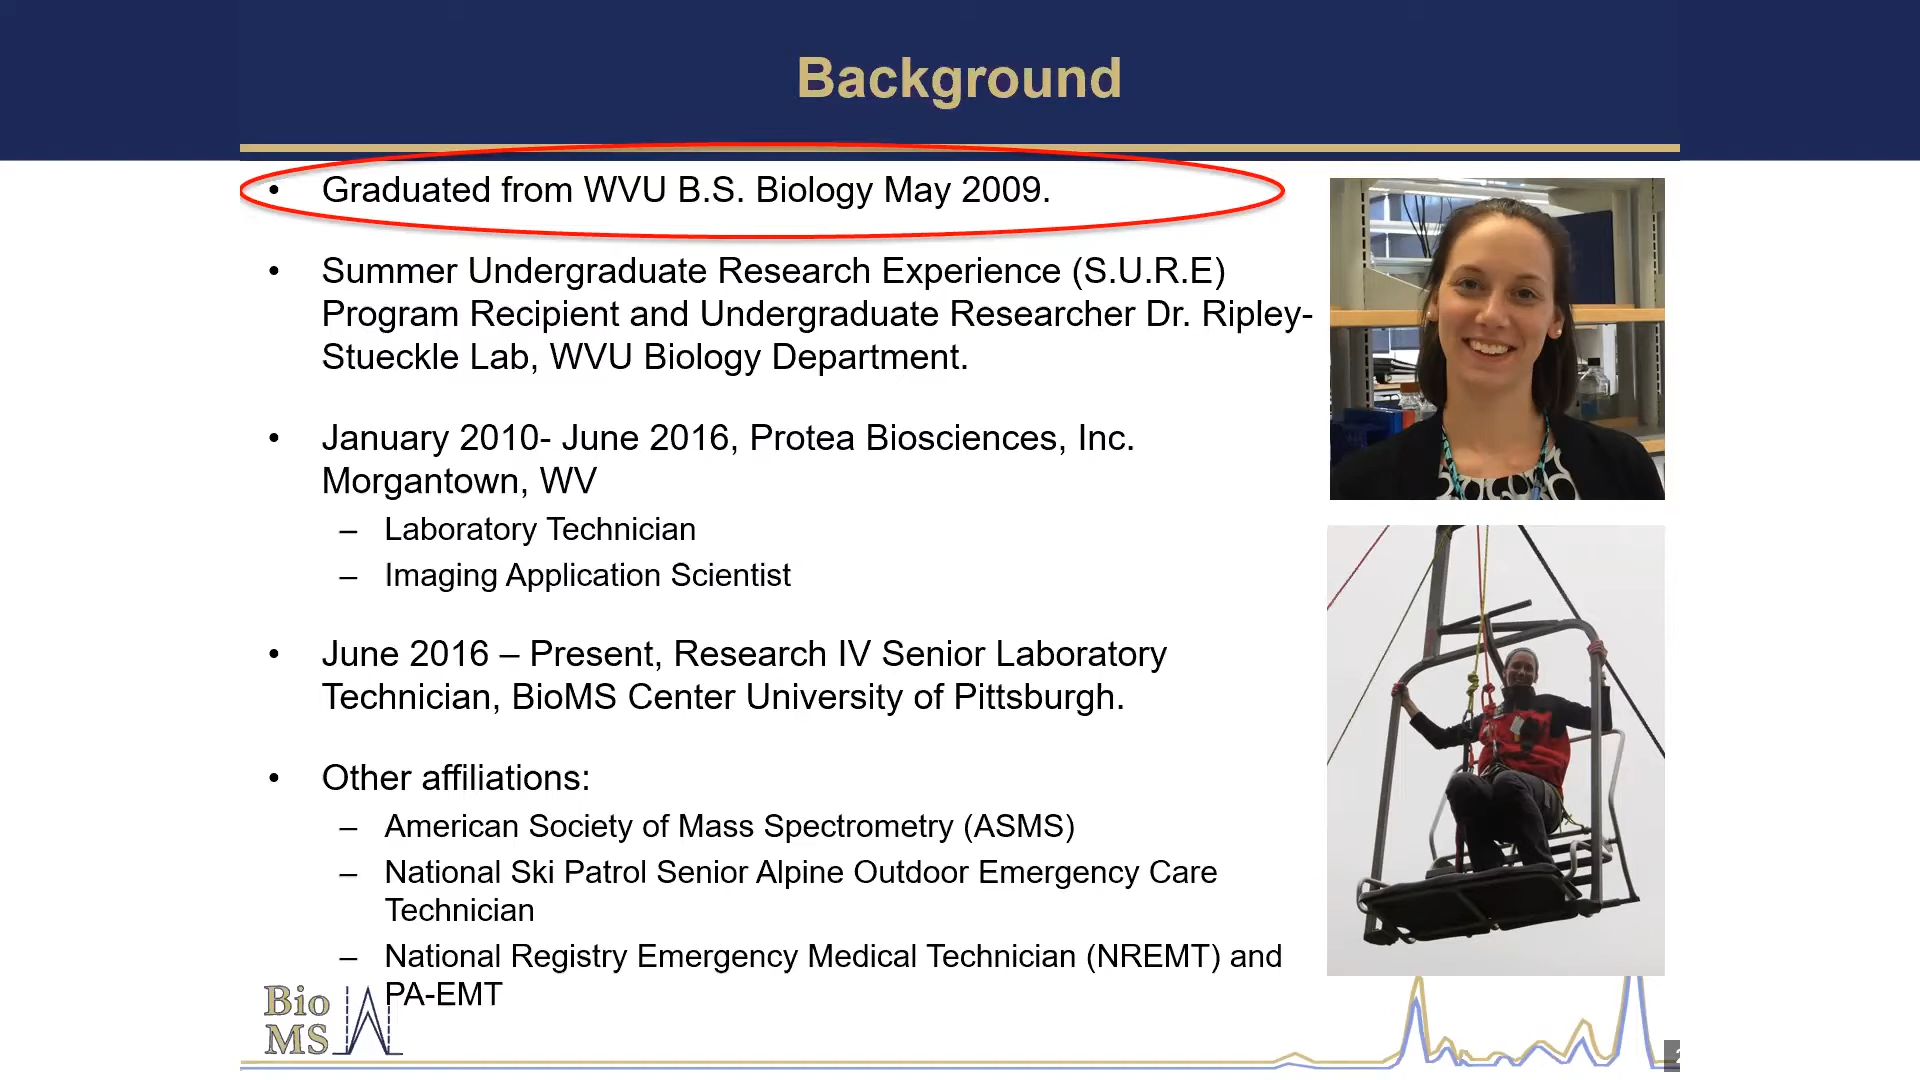 Background
• Graduated from WVU B.S. Biology May 2009.
• Summer Undergraduate Research Experience (S.U.R.E)
Program Recipient and Undergraduate Researcher Dr. Ripley-
Stueckle Lab, WVU Biology Department.
• January 2010- June 2016, Protea Biosciences, Inc.
Morgantown, WV
– Laboratory Technician
– Imaging Application Scientist
• June 2016 – Present, Research IV Senior Laboratory
Technician, BioMS Center University of Pittsburgh.
• Other affiliations:
– American Society of Mass Spectrometry (ASMS)
– National Ski Patrol Senior Alpine Outdoor Emergency Care
Technician
– National Registry Emergency Medical Technician (NREMT) and
PA-EMT
Bio
MS